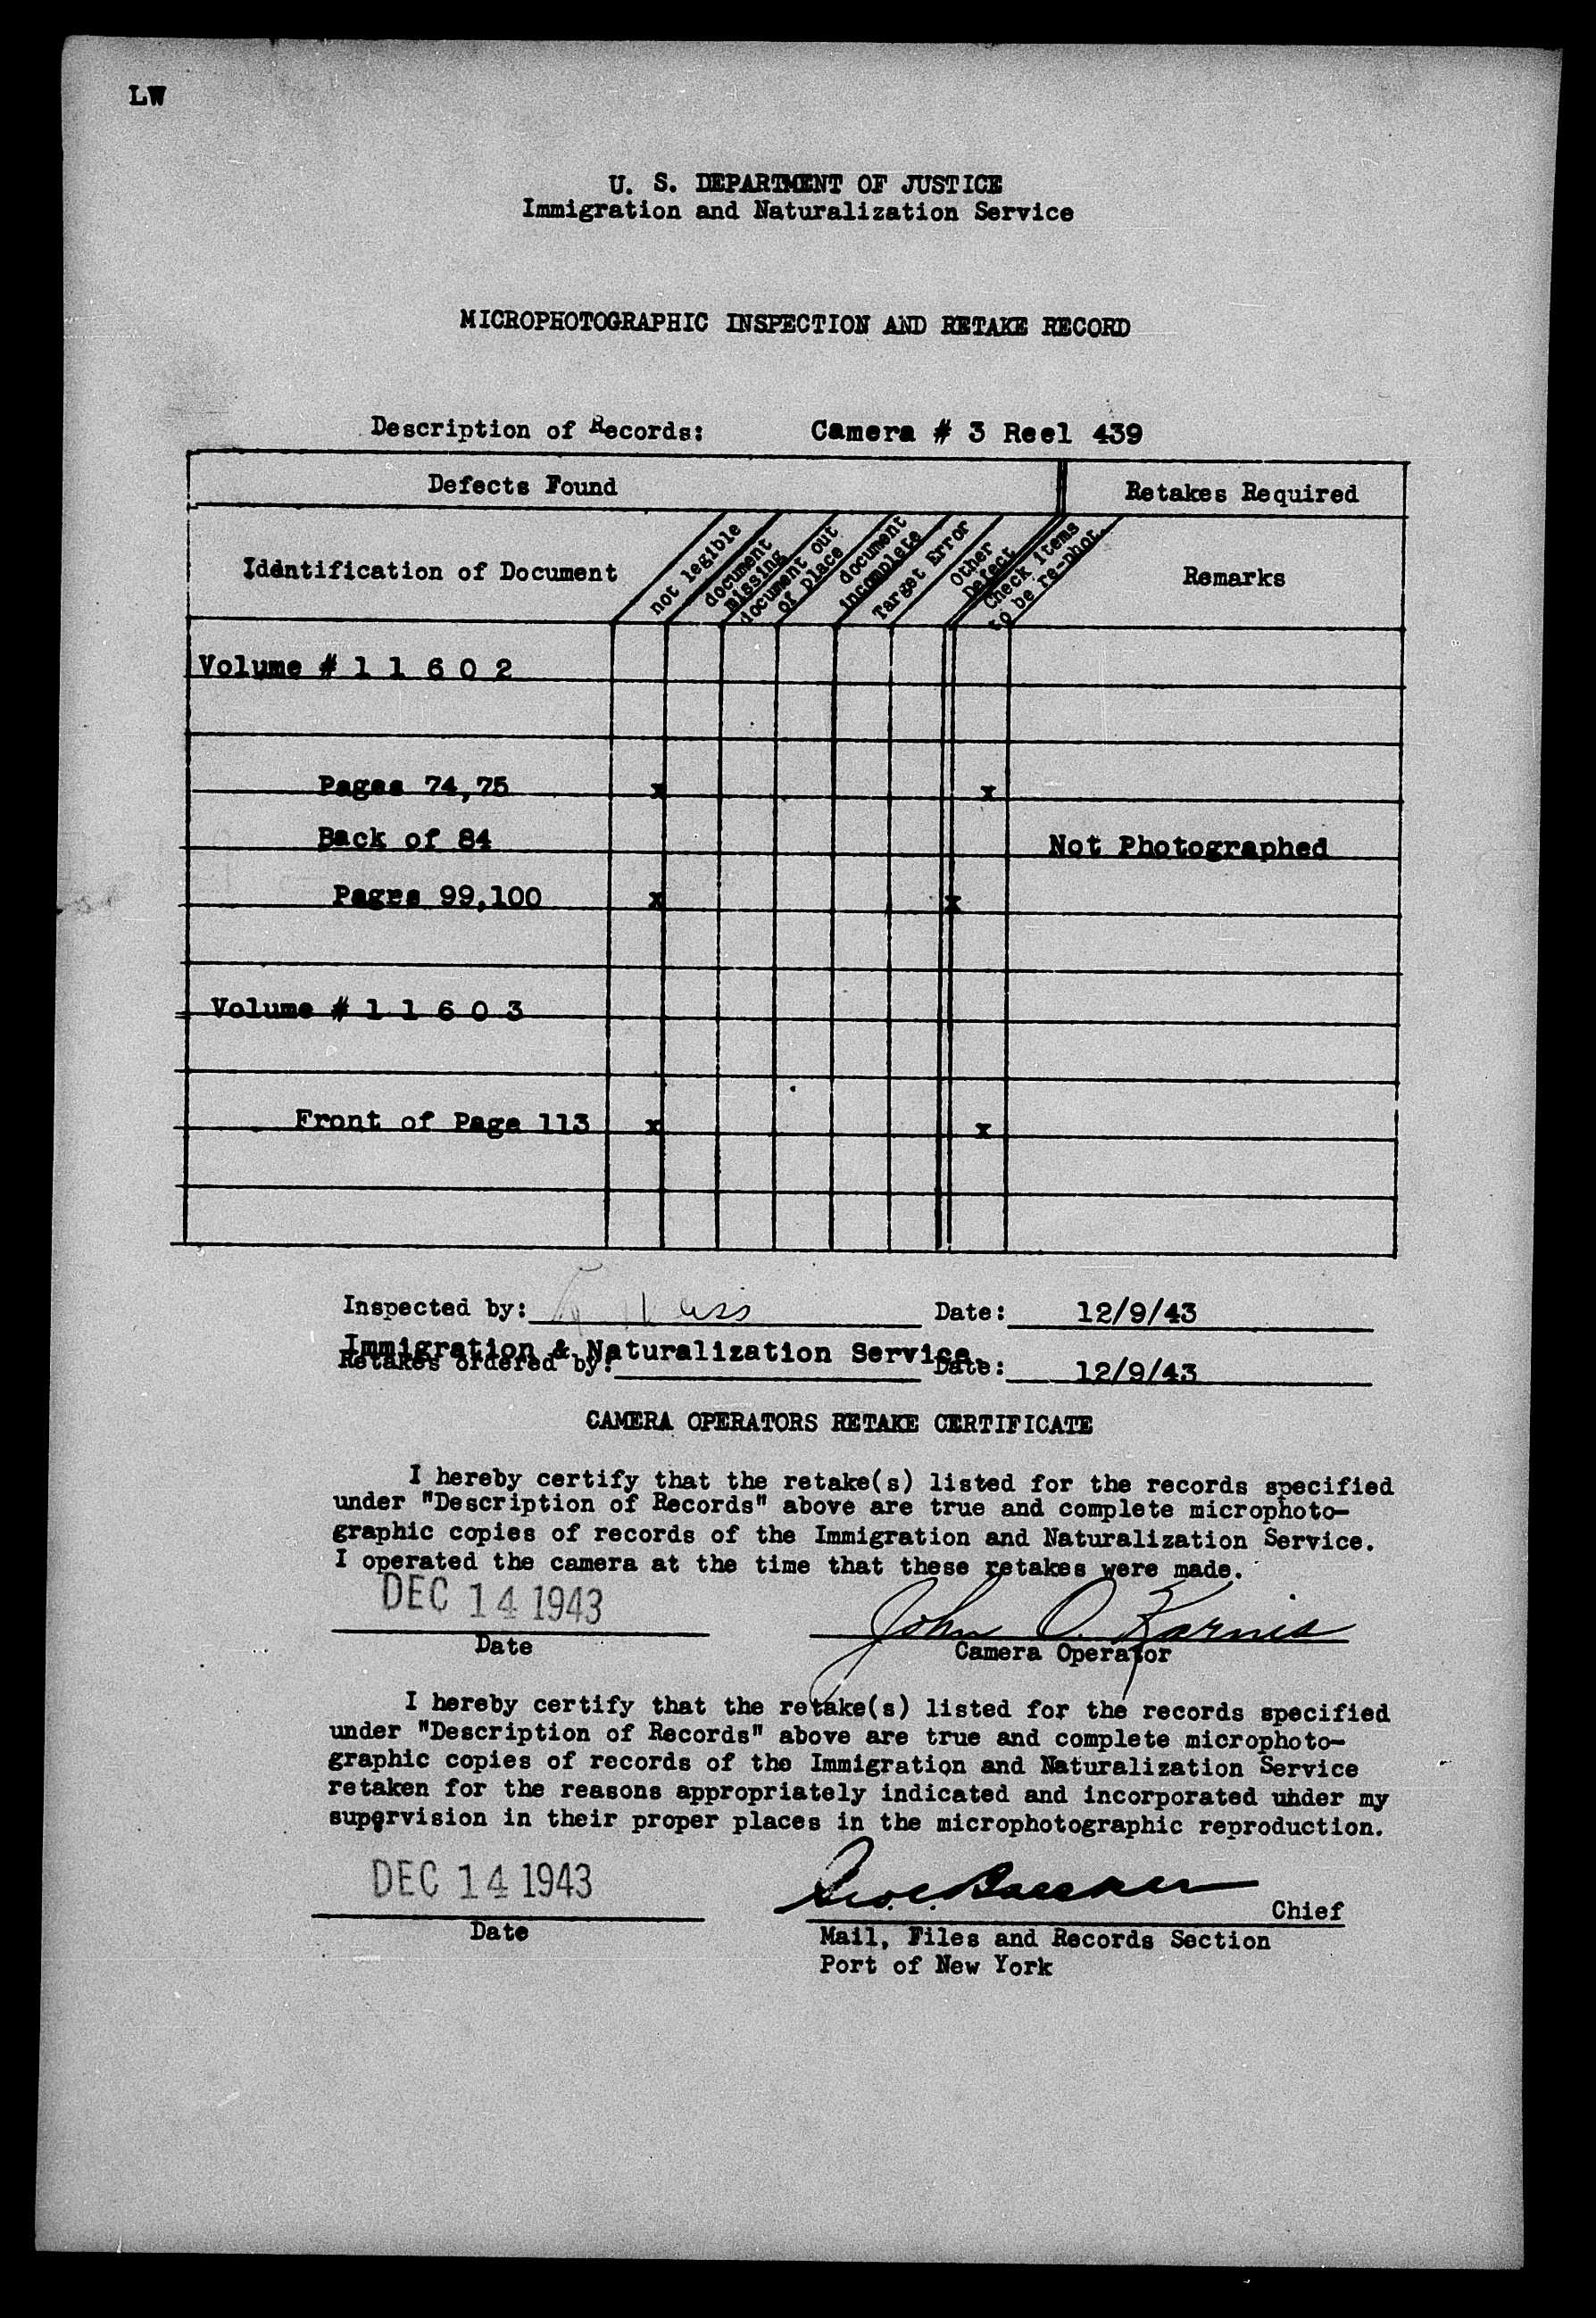 LW
U. S. DEPARTMENT OF JUSTICE
Immigration and Naturalization Service
MICROPHOTOGRAPHIC INSPECTION AND RETAKE RECORD
Description of Records: Camera # 3 Reel 439
Defects Found Retakes Required
Identification of Document
not legible
document missing
document out of place
document incomplete
Target Error
Other Defect
Check items to be re-phor.
Remarks
Volume # 1 1 6 0 2
Pages 74,75 x x
Back of 84 Not Photographed
Pages 99,100 x x
Volume # 1 1 6 0 3
Front of Page 113 x x
Inspected by: Date: 12/9/43
Immigration & Naturalization Service.
Retakes ordered by: Date: 12/9/43
CAMERA OPERATORS RETAKE CERTIFICATE
I hereby certify that the retake(s) listed for the records specified
under "Description of Records" above are true and complete microphoto-
graphic copies of records of the Immigration and Naturalization Service.
I operated the camera at the time that these retakes were made.
DEC 14 1943 John O. Karnis
Date Camera Operator
I hereby certify that the retake(s) listed for the records specified
under "Description of Records" above are true and complete microphoto-
graphic copies of records of the Immigration and Naturalization Service
retaken for the reasons appropriately indicated and incorporated under my
supervision in their proper places in the microphotographic reproduction.
DEC 14 1943 Chief
Date Mail, Files and Records Section
Port of New York